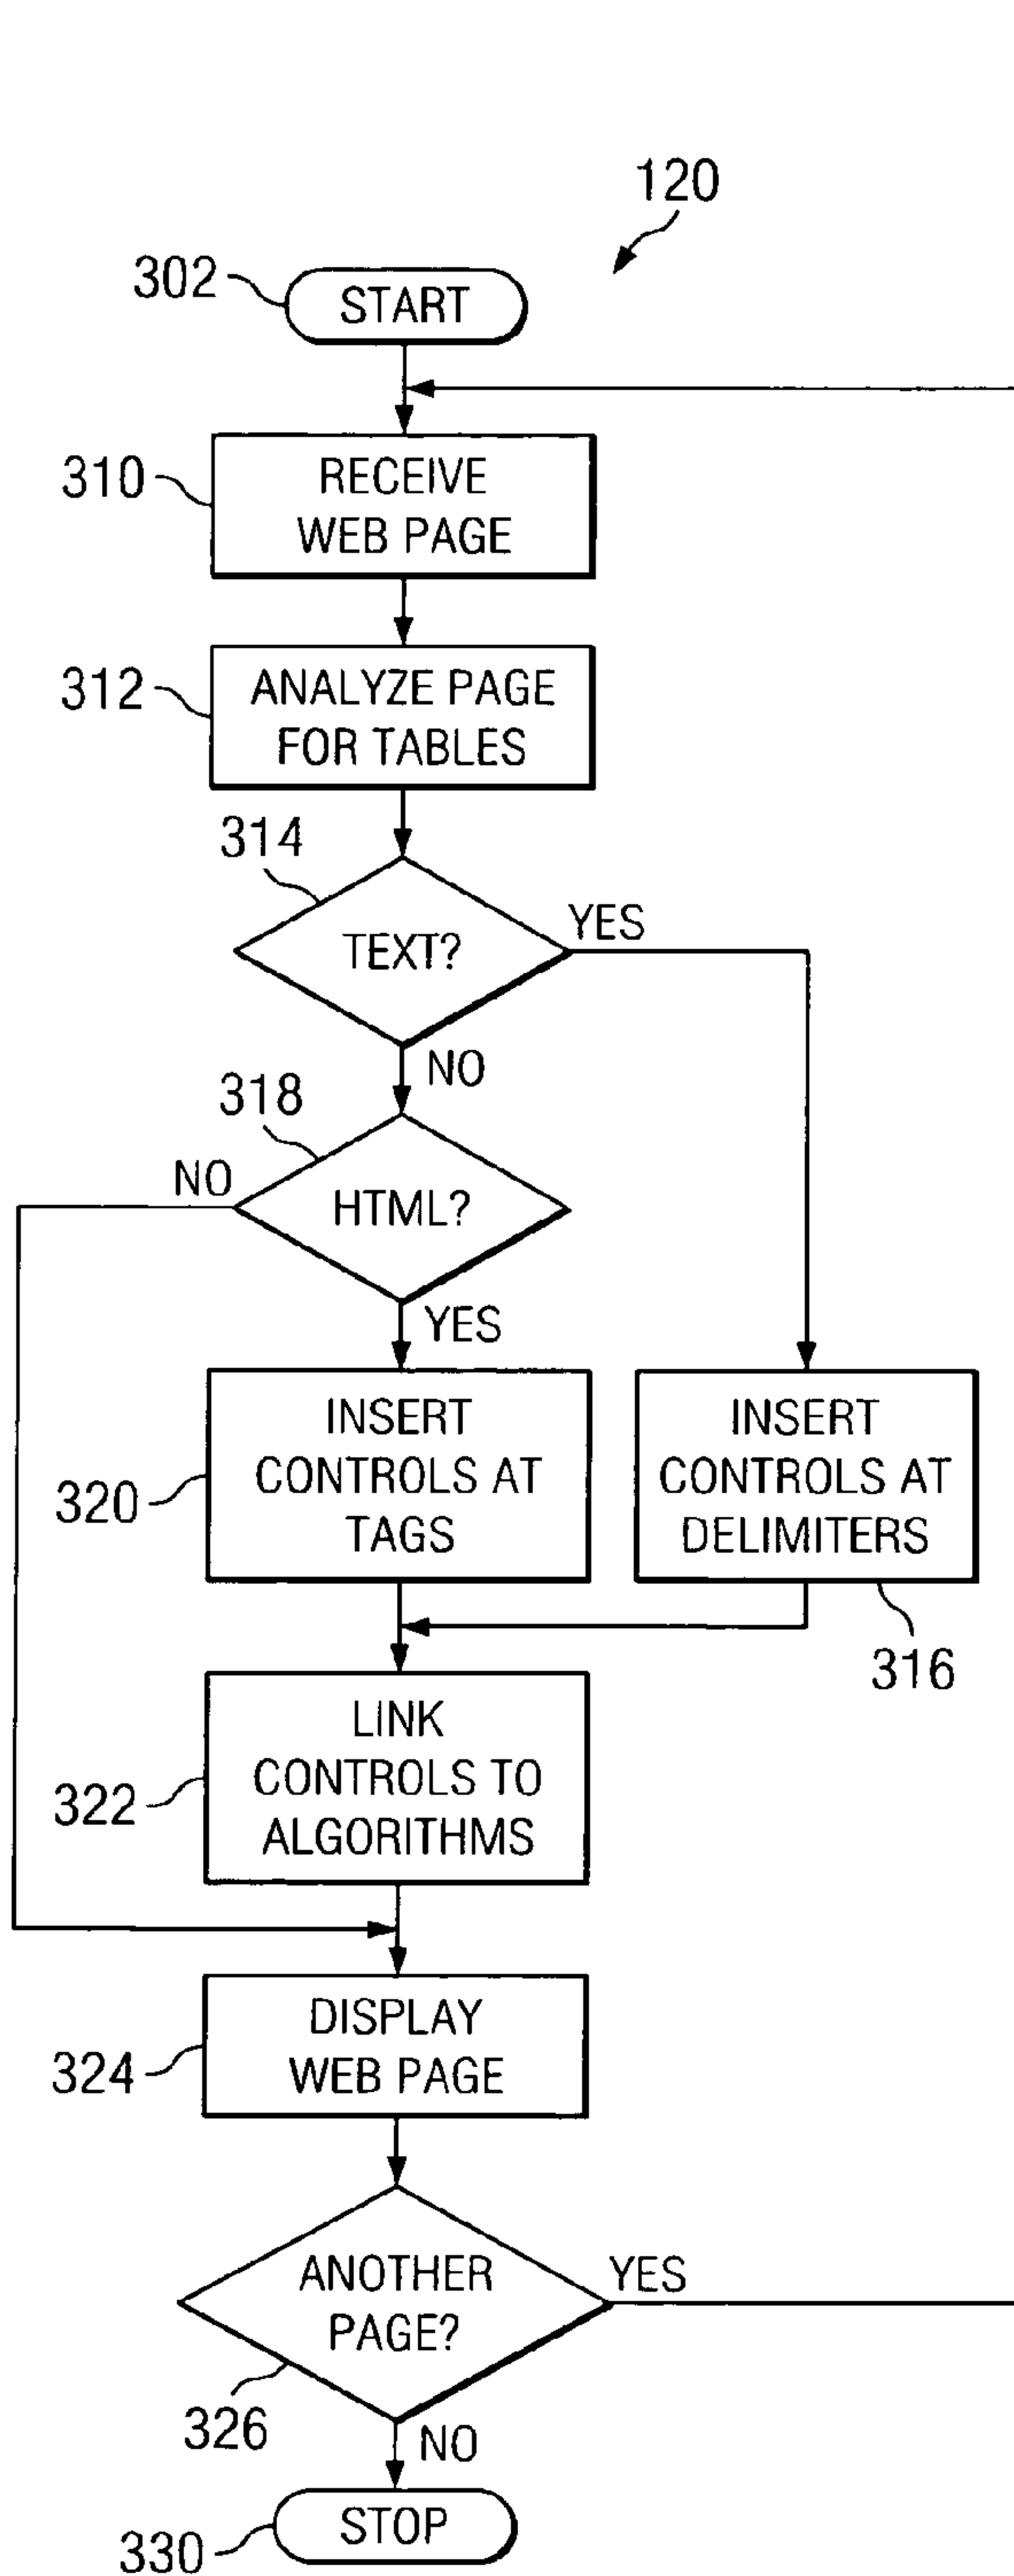 120
302
START
310
RECEIVE
WEB PAGE
312
ANALYZE PAGE
FOR TABLES
314
TEXT?
YES
NO
318
NO
HTML?
YES
320
INSERT
CONTROLS AT
TAGS
INSERT
CONTROLS AT
DELIMITERS
316
322
LINK
CONTROLS TO
ALGORITHMS
324
DISPLAY
WEB PAGE
ANOTHER
PAGE?
YES
326
NO
330
STOP